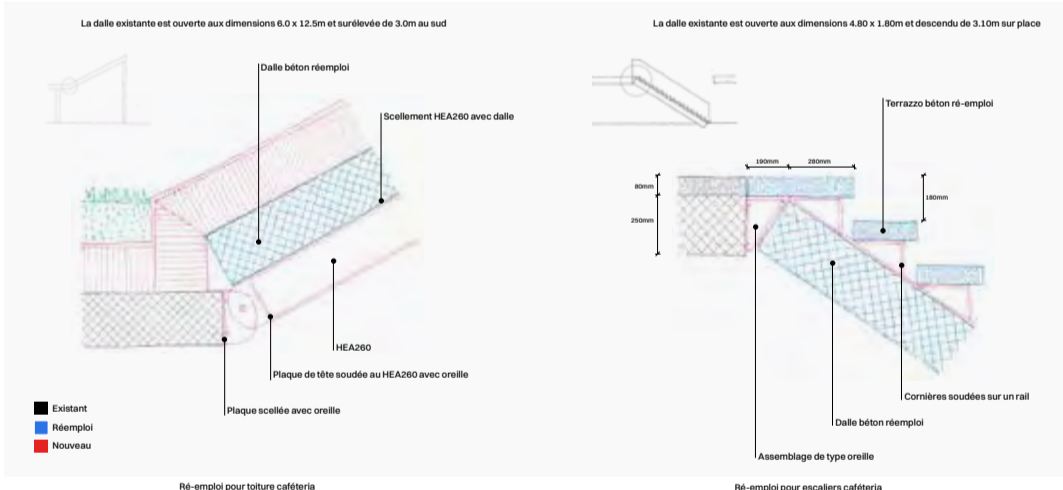 La dalle existante est ouverte aux dimensions 6.0 x 12.5m et surélevée de 3.0m au sud
Dalle béton réemploi
Scellement HEA260 avec dalle
HEA260
Plaque de tête soudée au HEA260 avec oreille
Plaque scellée avec oreille
Existant
Réemploi
Nouveau
Ré-emploi pour toiture caféteria
La dalle existante est ouverte aux dimensions 4.80 x 1.80m et descendu de 3.10m sur place
Terrazzo béton ré-emploi
190mm
280mm
80mm
180mm
250mm
Cornières soudées sur un rail
Dalle béton réemploi
Assemblage de type oreille
Ré-emploi pour escaliers caféteria